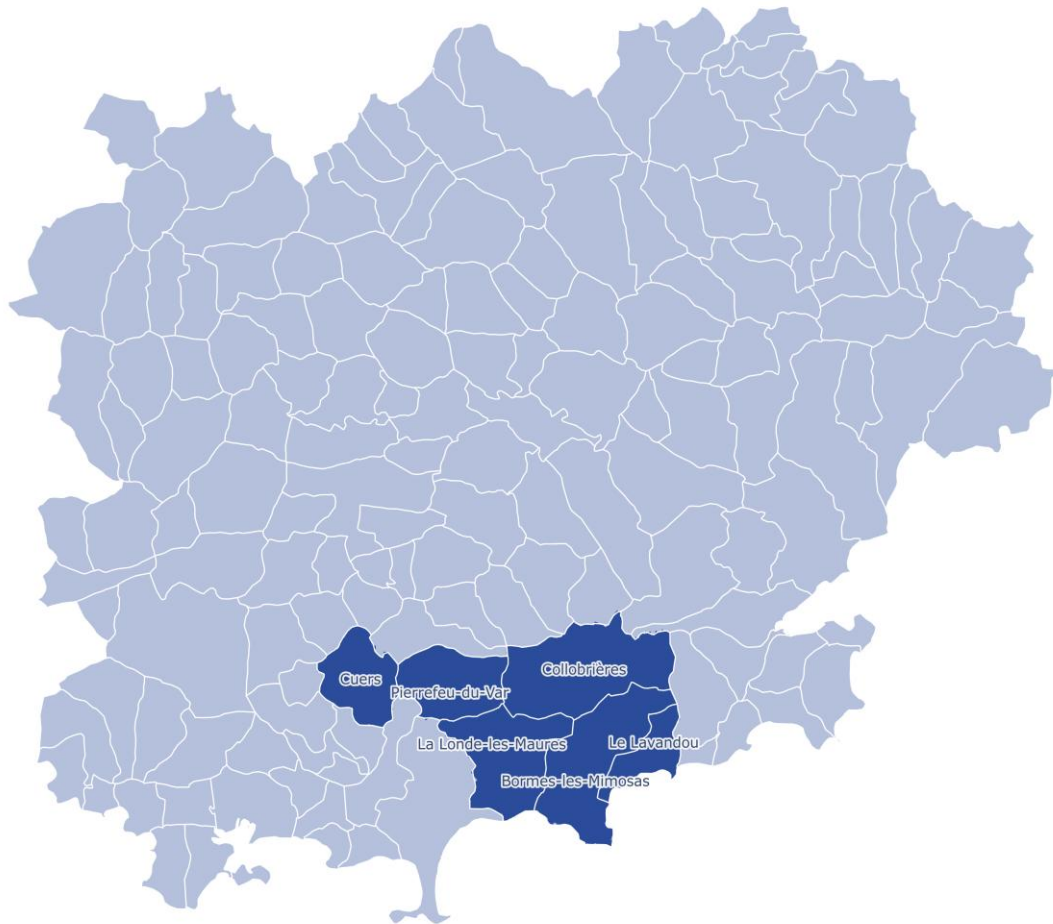 Collobrières
Cuers
Pierrefeu-du-Var
La Londe-les-Maures
Le Lavandou
Bormes-les-Mimosas